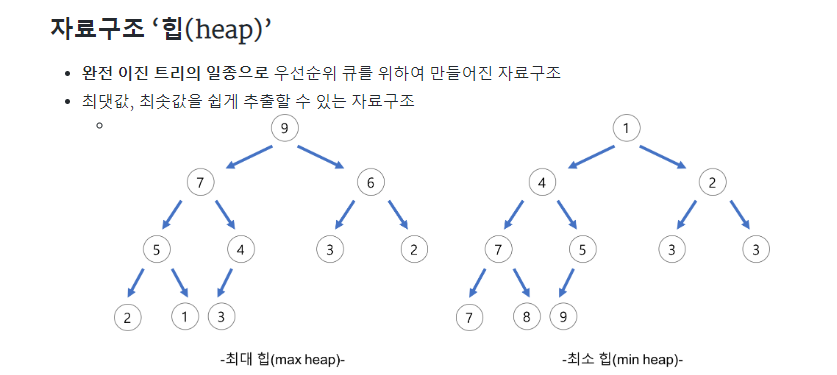 자료구조 ‘힙(heap)’
완전 이진 트리의 일종으로 우선순위 큐를 위하여 만들어진 자료구조
최댓값, 최솟값을 쉽게 추출할 수 있는 자료구조
9
7 6
5 4 3 2
2 1 3
-최대 힙(max heap)-
1
4 2
7 5 3 3
7 8 9
-최소 힙(min heap)-